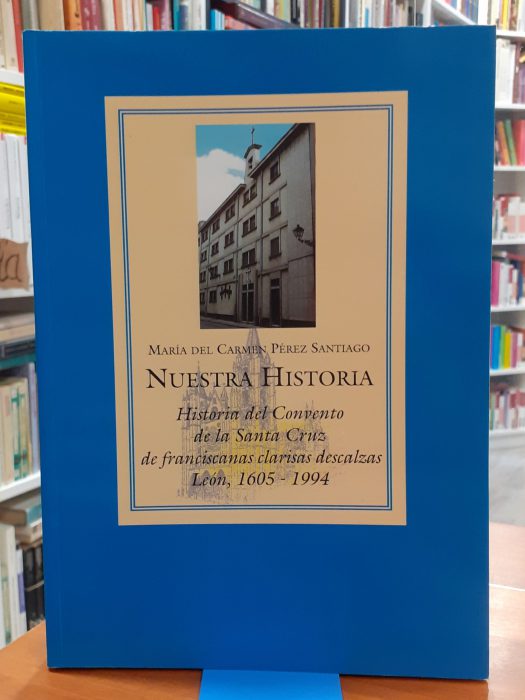 María del Carmen Pérez Santiago
Nuestra Historia
Historia del Convento
de la Santa Cruz
de franciscanas clarisas descalzas
León, 1605 - 1994